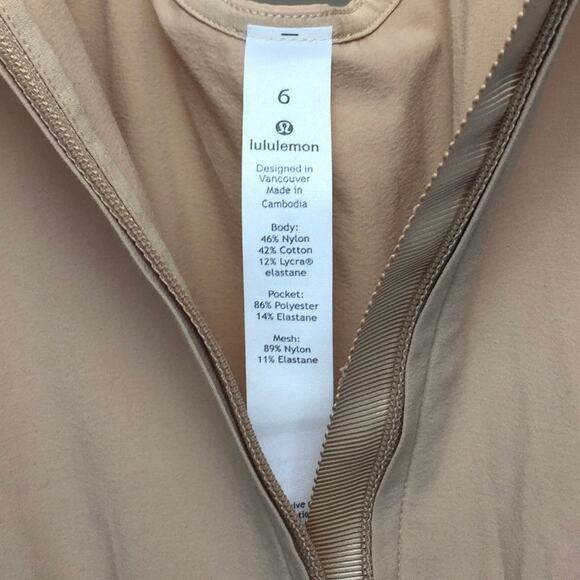 6
lululemon
Designed in
Vancouver
Made in
Cambodia
Body:
46% Nylon
42% Cotton
12% Lycra®
elastane
Pocket:
86% Polyester
14% Elastane
Mesh:
89% Nylon
11% Elastane